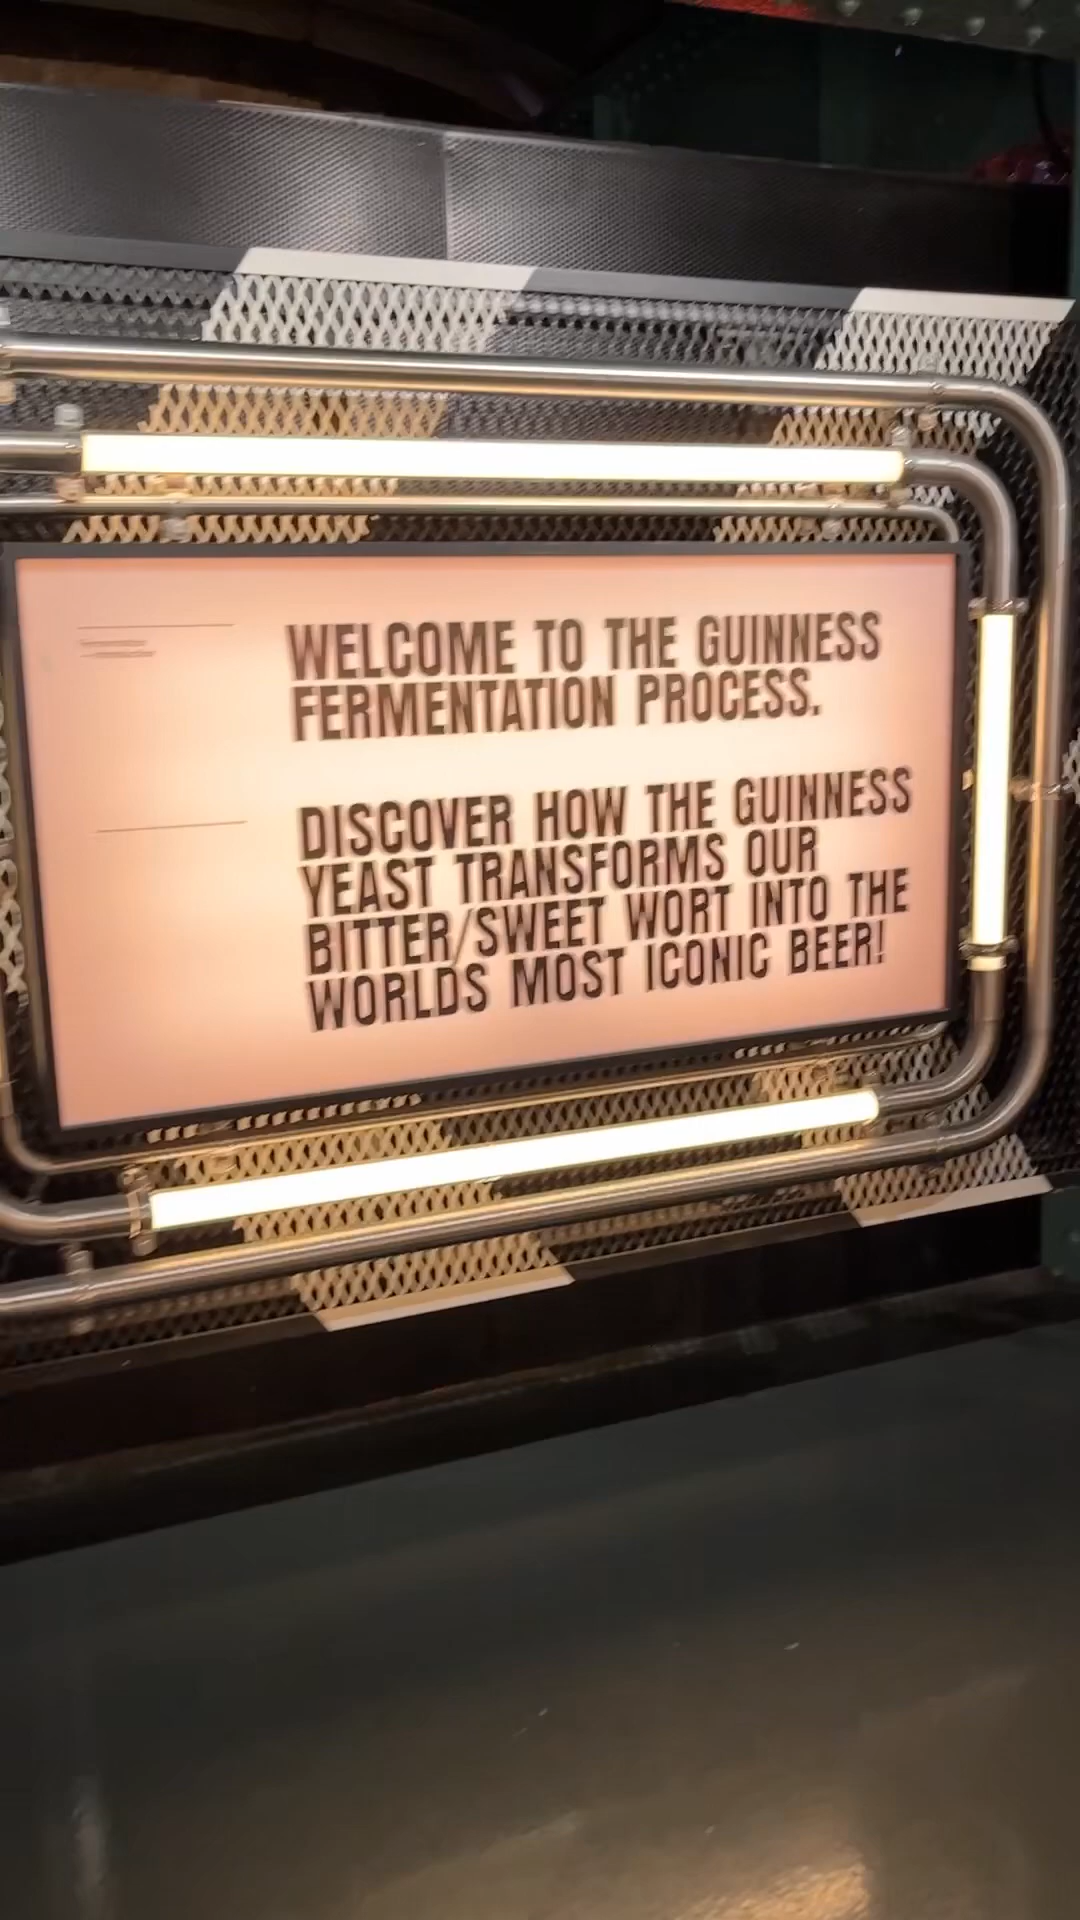 WELCOME TO THE GUINNESS
FERMENTATION PROCESS.
DISCOVER HOW THE GUINNESS
YEAST TRANSFORMS OUR
BITTER/SWEET WORT INTO THE
WORLDS MOST ICONIC BEER!